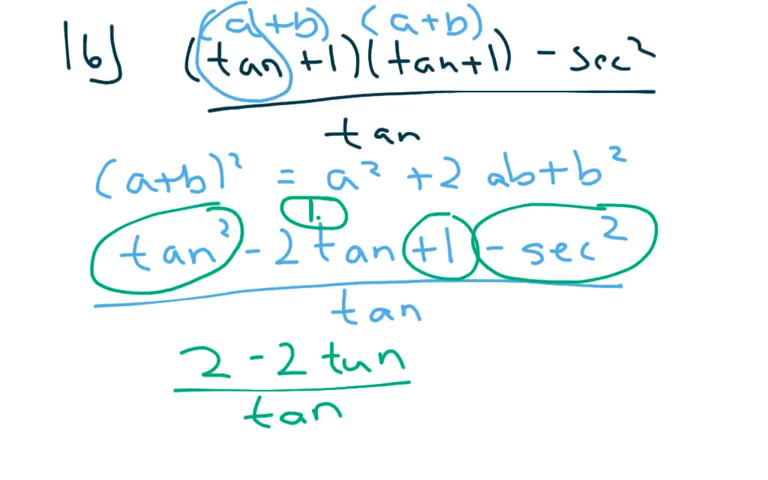 (a+b) (a+b)
16) (tan+1)(tan+1) - sec²
tan
(a+b)² = a² + 2 ab+b²
1.
tan² - 2 tan +1 - sec²
tan
2 - 2 tan
tan